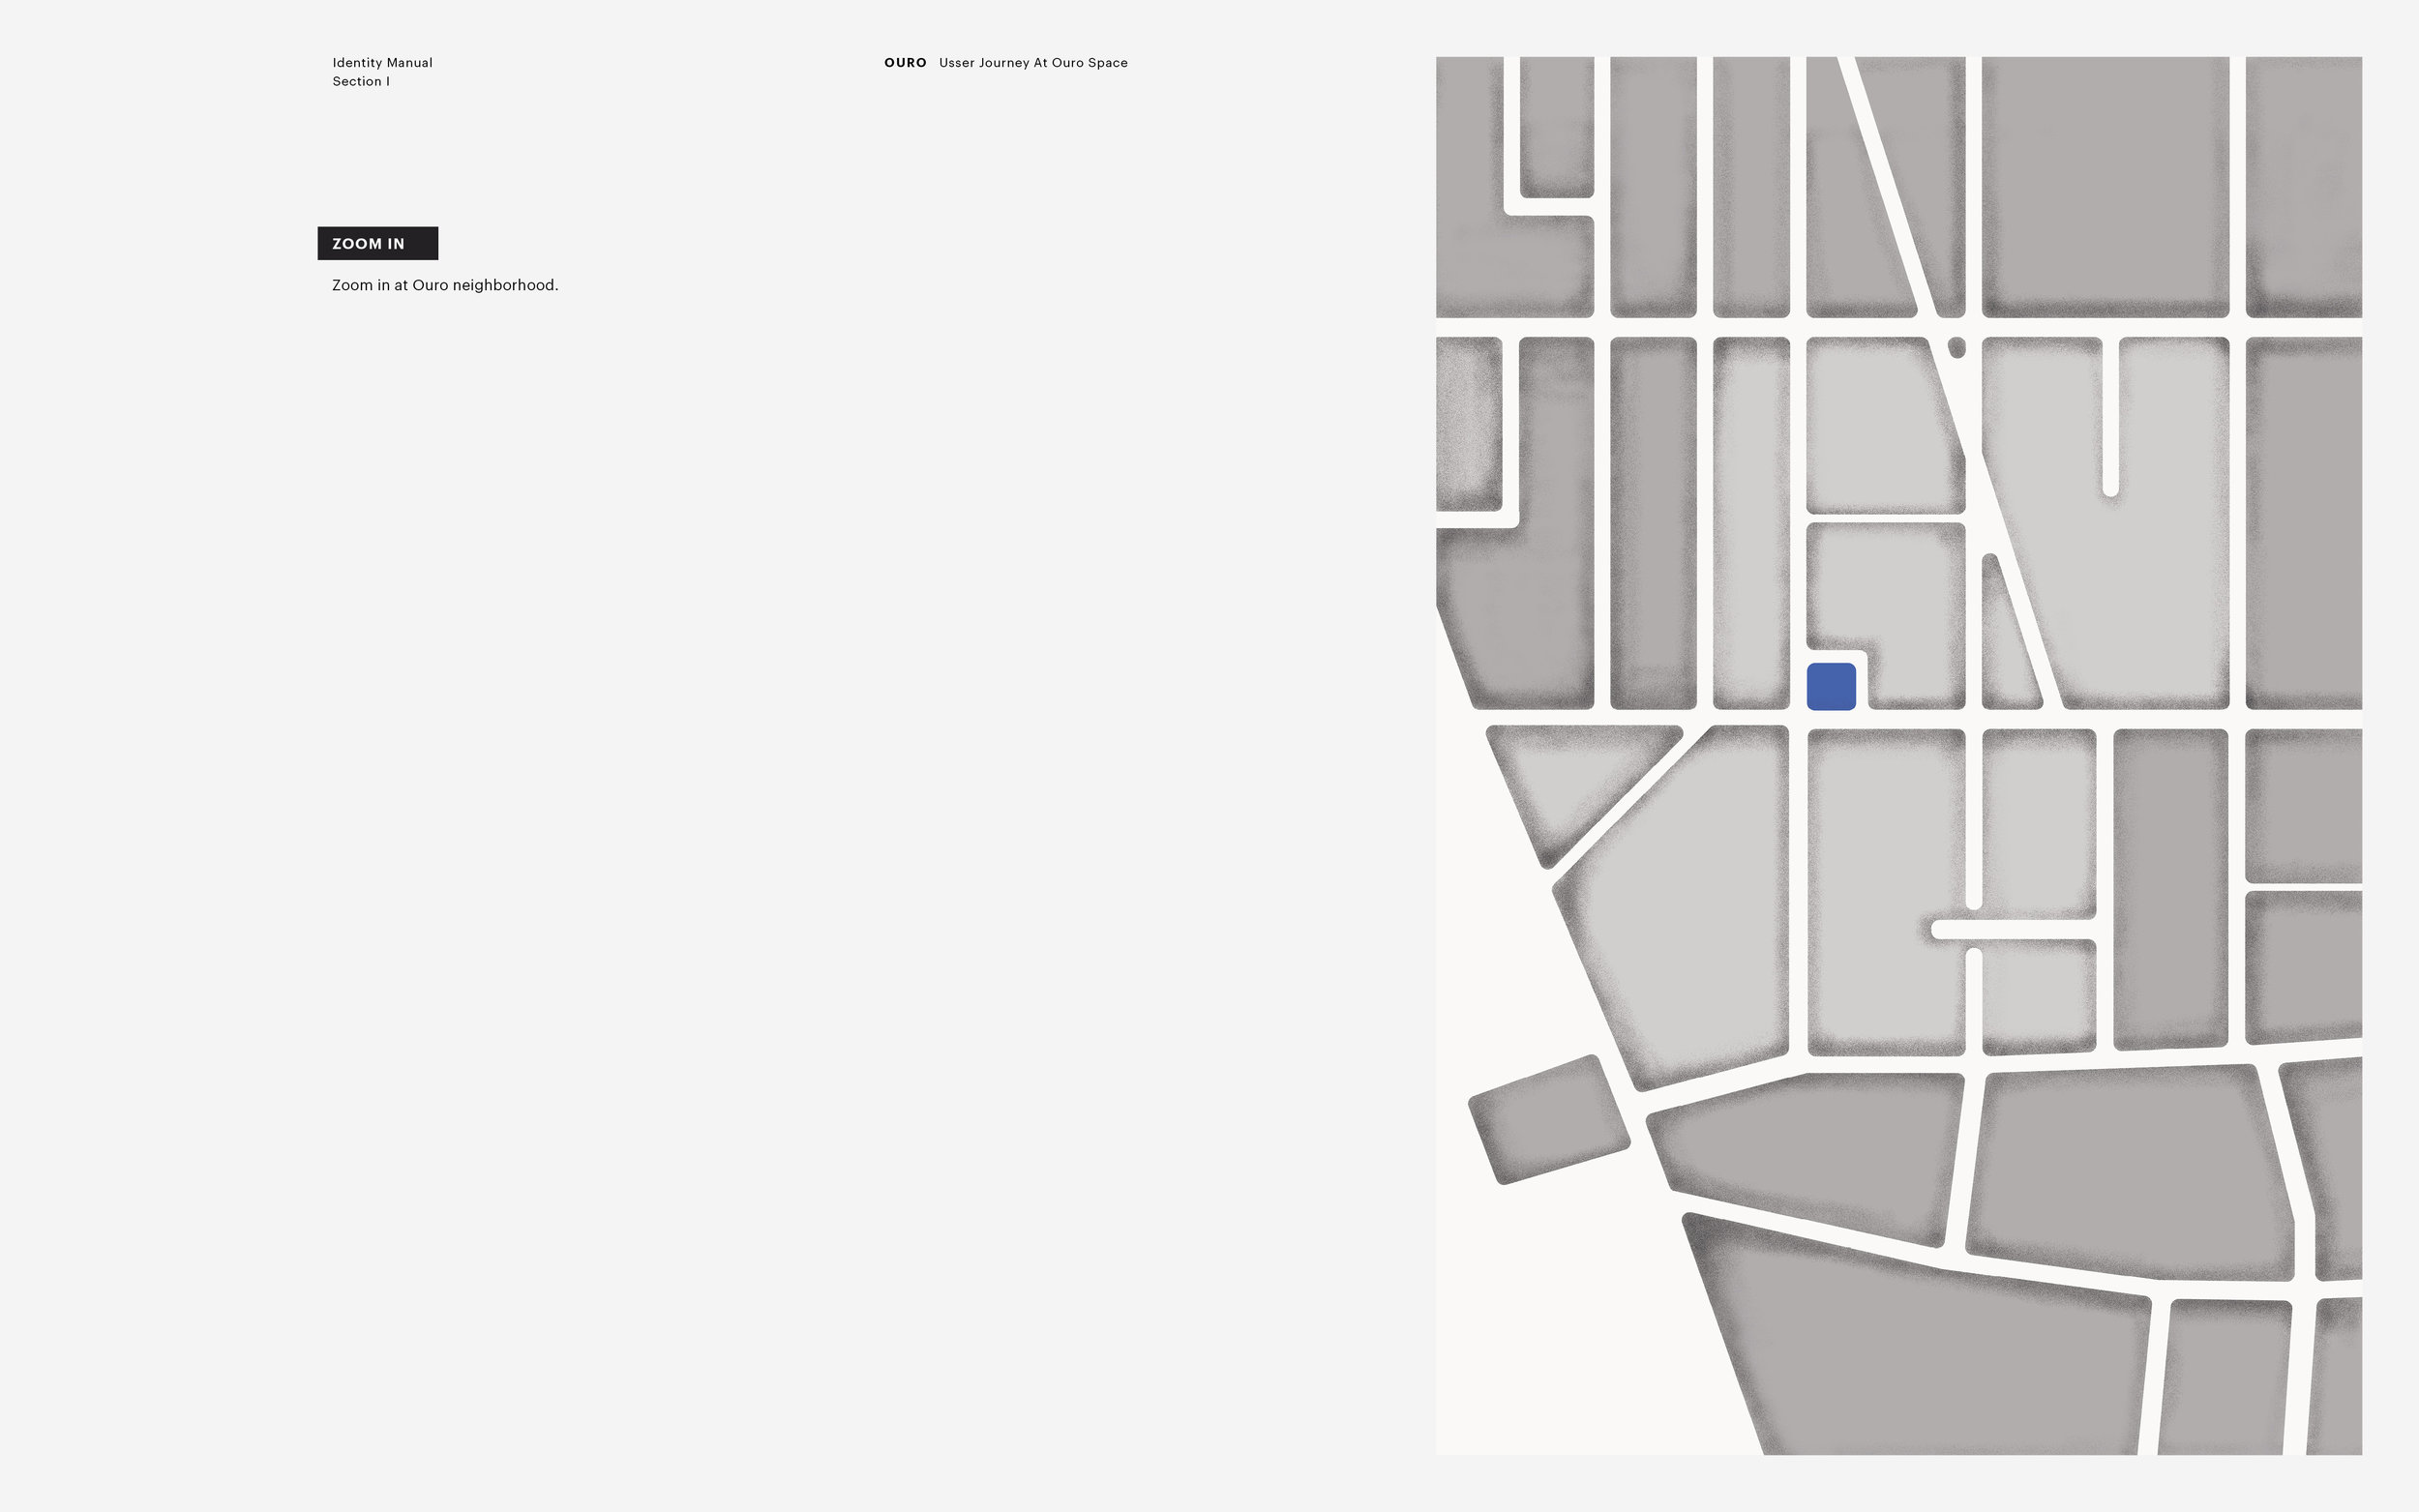 Identity Manual
Section I
OURO Usser Journey At Ouro Space
ZOOM IN
Zoom in at Ouro neighborhood.